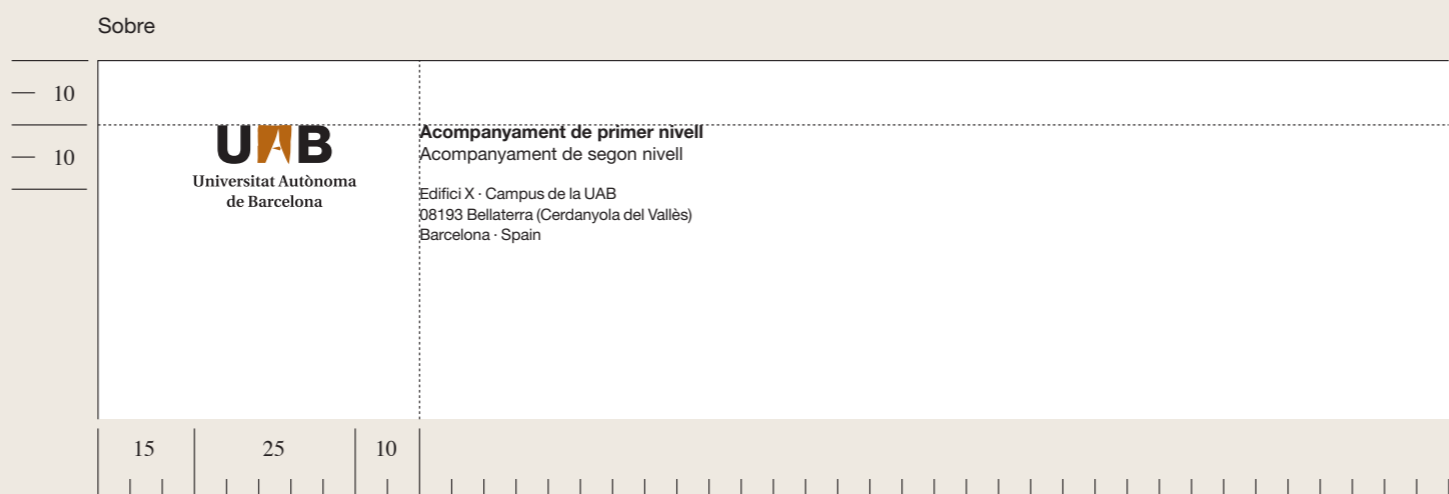 Sobre
— 10
— 10
UAB
Universitat Autònoma
de Barcelona
Acompanyament de primer nivell
Acompanyament de segon nivell
Edifici X · Campus de la UAB
08193 Bellaterra (Cerdanyola del Vallès)
Barcelona · Spain
15 25 10